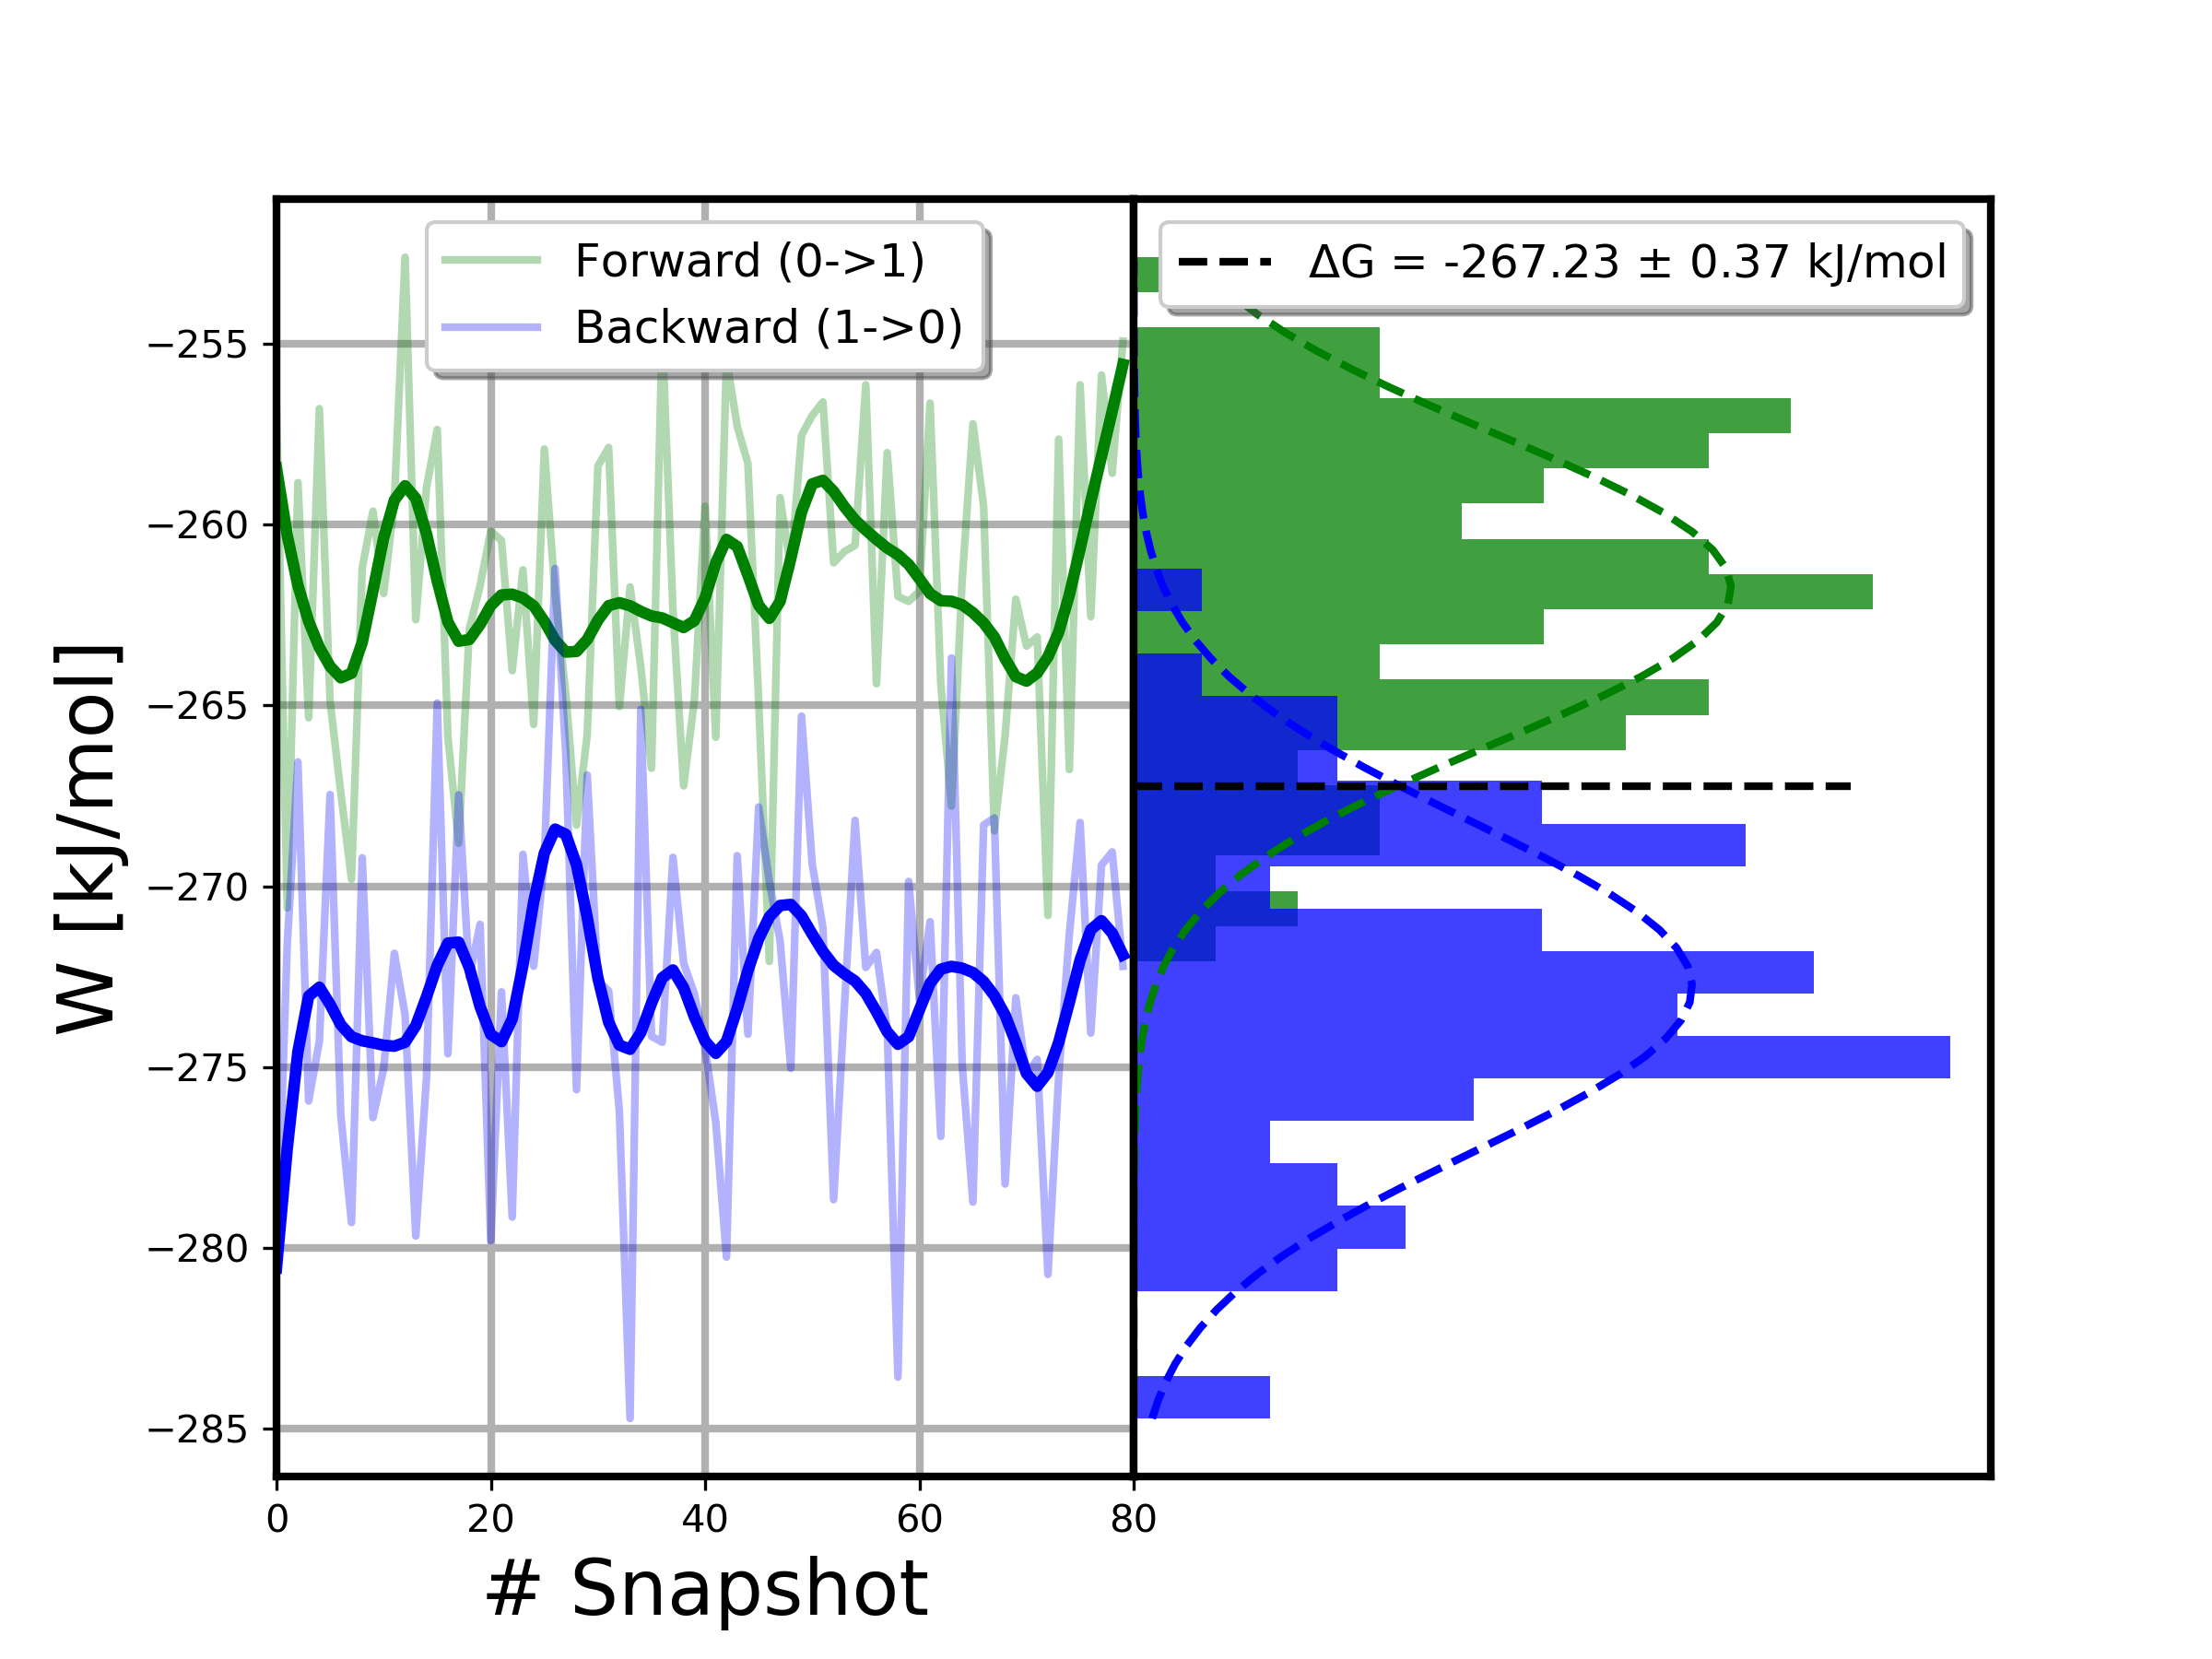 Forward (0->1)
Backward (1->0)
ΔG = -267.23 ± 0.37 kJ/mol
W [kJ/mol]
−255
−260
−265
−270
−275
−280
−285
0 20 40 60 80
# Snapshot